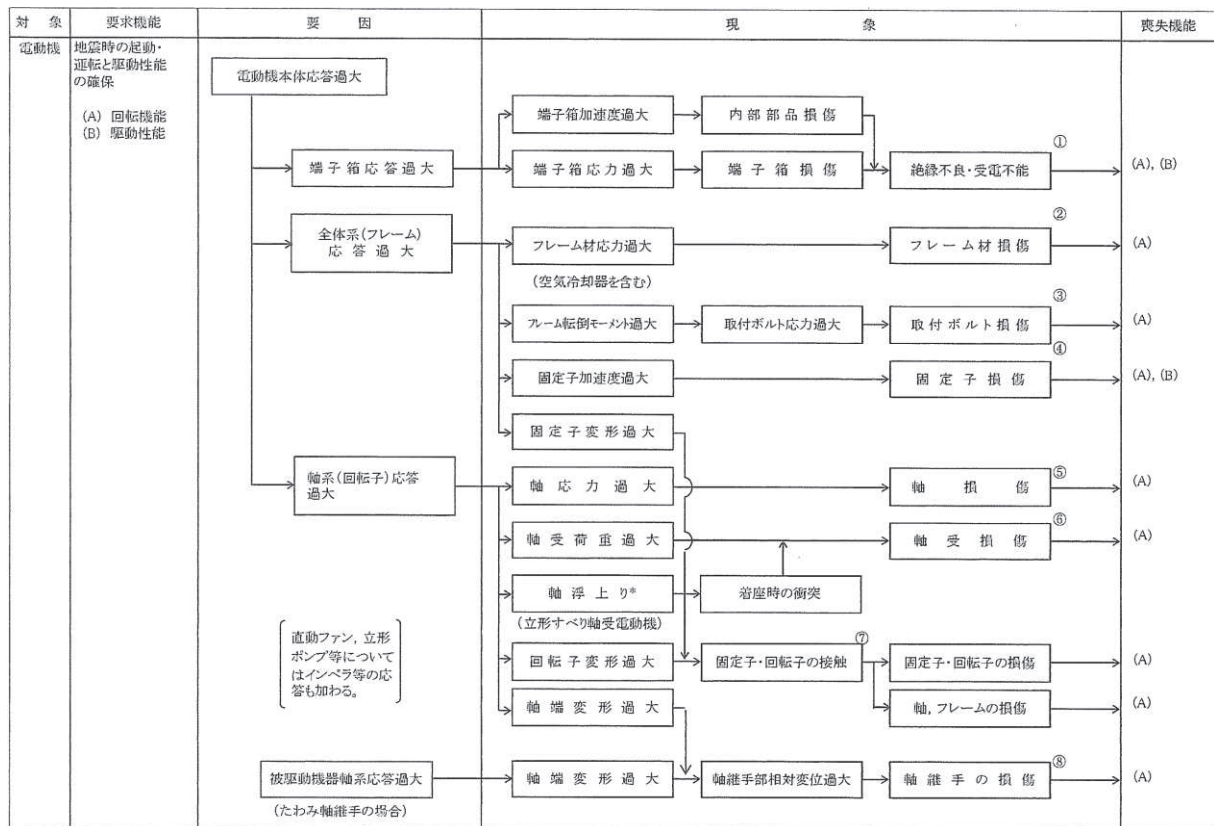 対象 要求機能 要因 現象 喪失機能
電動機
地震時の起動・
運転と駆動性能
の確保
(A) 回転機能
(B) 駆動性能
電動機本体応答過大
端子箱加速度過大 内部部品損傷
①
端子箱応答過大 端子箱応力過大 端子箱損傷 絶縁不良・受電不能 (A), (B)
②
全体系(フレーム)
応答過大
フレーム材応力過大 フレーム材損傷 (A)
(空気冷却器を含む)
③
フレーム転倒モーメント過大 取付ボルト応力過大 取付ボルト損傷 (A)
④
固定子加速度過大 固定子損傷 (A), (B)
固定子変形過大
⑤
軸系(回転子)応答
過大
軸応力過大 軸損傷 (A)
⑥
軸受荷重過大 軸受損傷 (A)
軸浮上り* 着座時の衝突
(立形すべり軸受電動機)
直動ファン,立形
ポンプ等について
はインペラ等の応
答も加わる。
⑦
回転子変形過大 固定子・回転子の接触 固定子・回転子の損傷 (A)
軸端変形過大 軸,フレームの損傷 (A)
⑧
被駆動機器軸系応答過大 軸端変形過大 軸継手部相対変位過大 軸継手の損傷 (A)
(たわみ軸継手の場合)